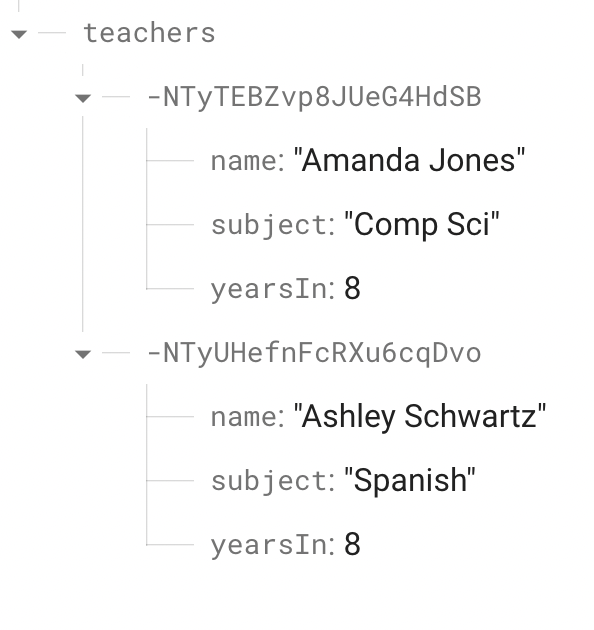 teachers
-NTyTEBZvp8JUeG4HdSB
name: "Amanda Jones"
subject: "Comp Sci"
yearsIn: 8
-NTyUHefnFcRXu6cqDvo
name: "Ashley Schwartz"
subject: "Spanish"
yearsIn: 8